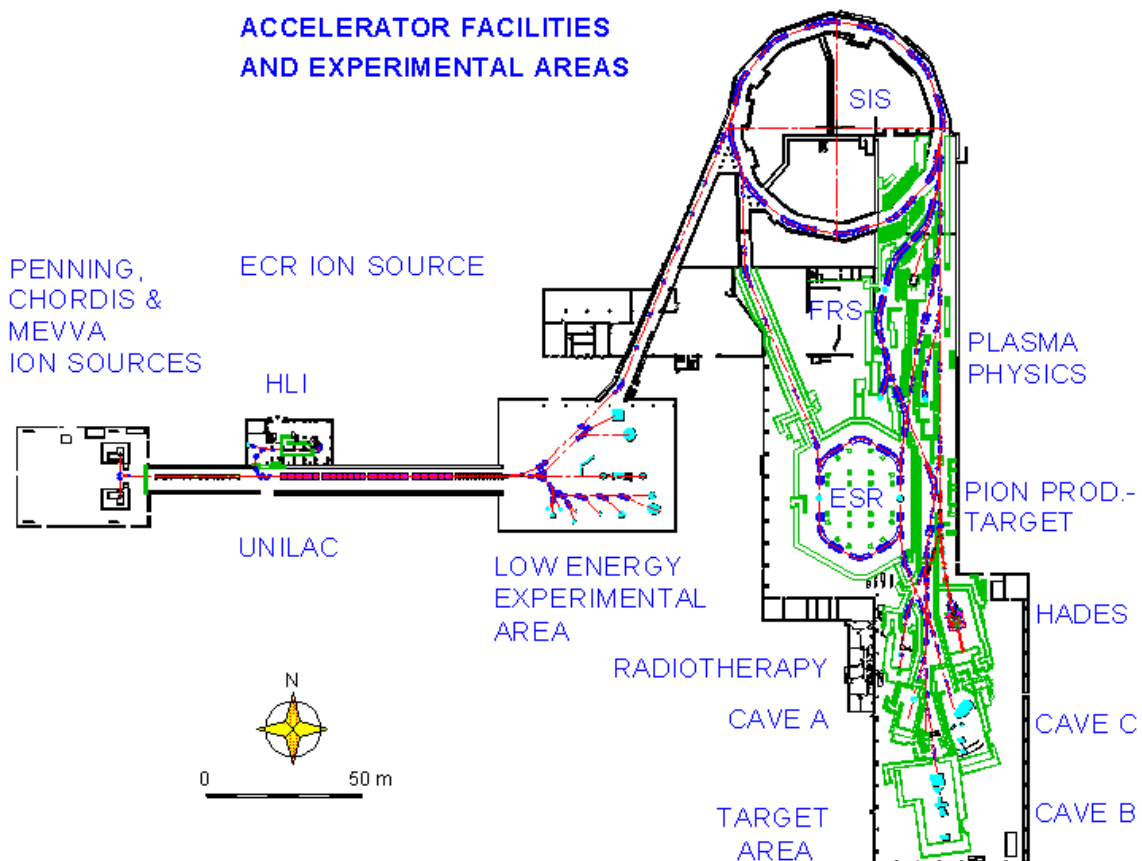 ACCELERATOR FACILITIES
AND EXPERIMENTAL AREAS
SIS
PENNING,
CHORDIS &
MEVVA
ION SOURCES
ECR ION SOURCE
HLI
FRS
PLASMA
PHYSICS
ESR
PION PROD.-
TARGET
UNILAC
LOW ENERGY
EXPERIMENTAL
AREA
HADES
RADIOTHERAPY
CAVE A
CAVE C
N
0 50 m
TARGET
AREA
CAVE B